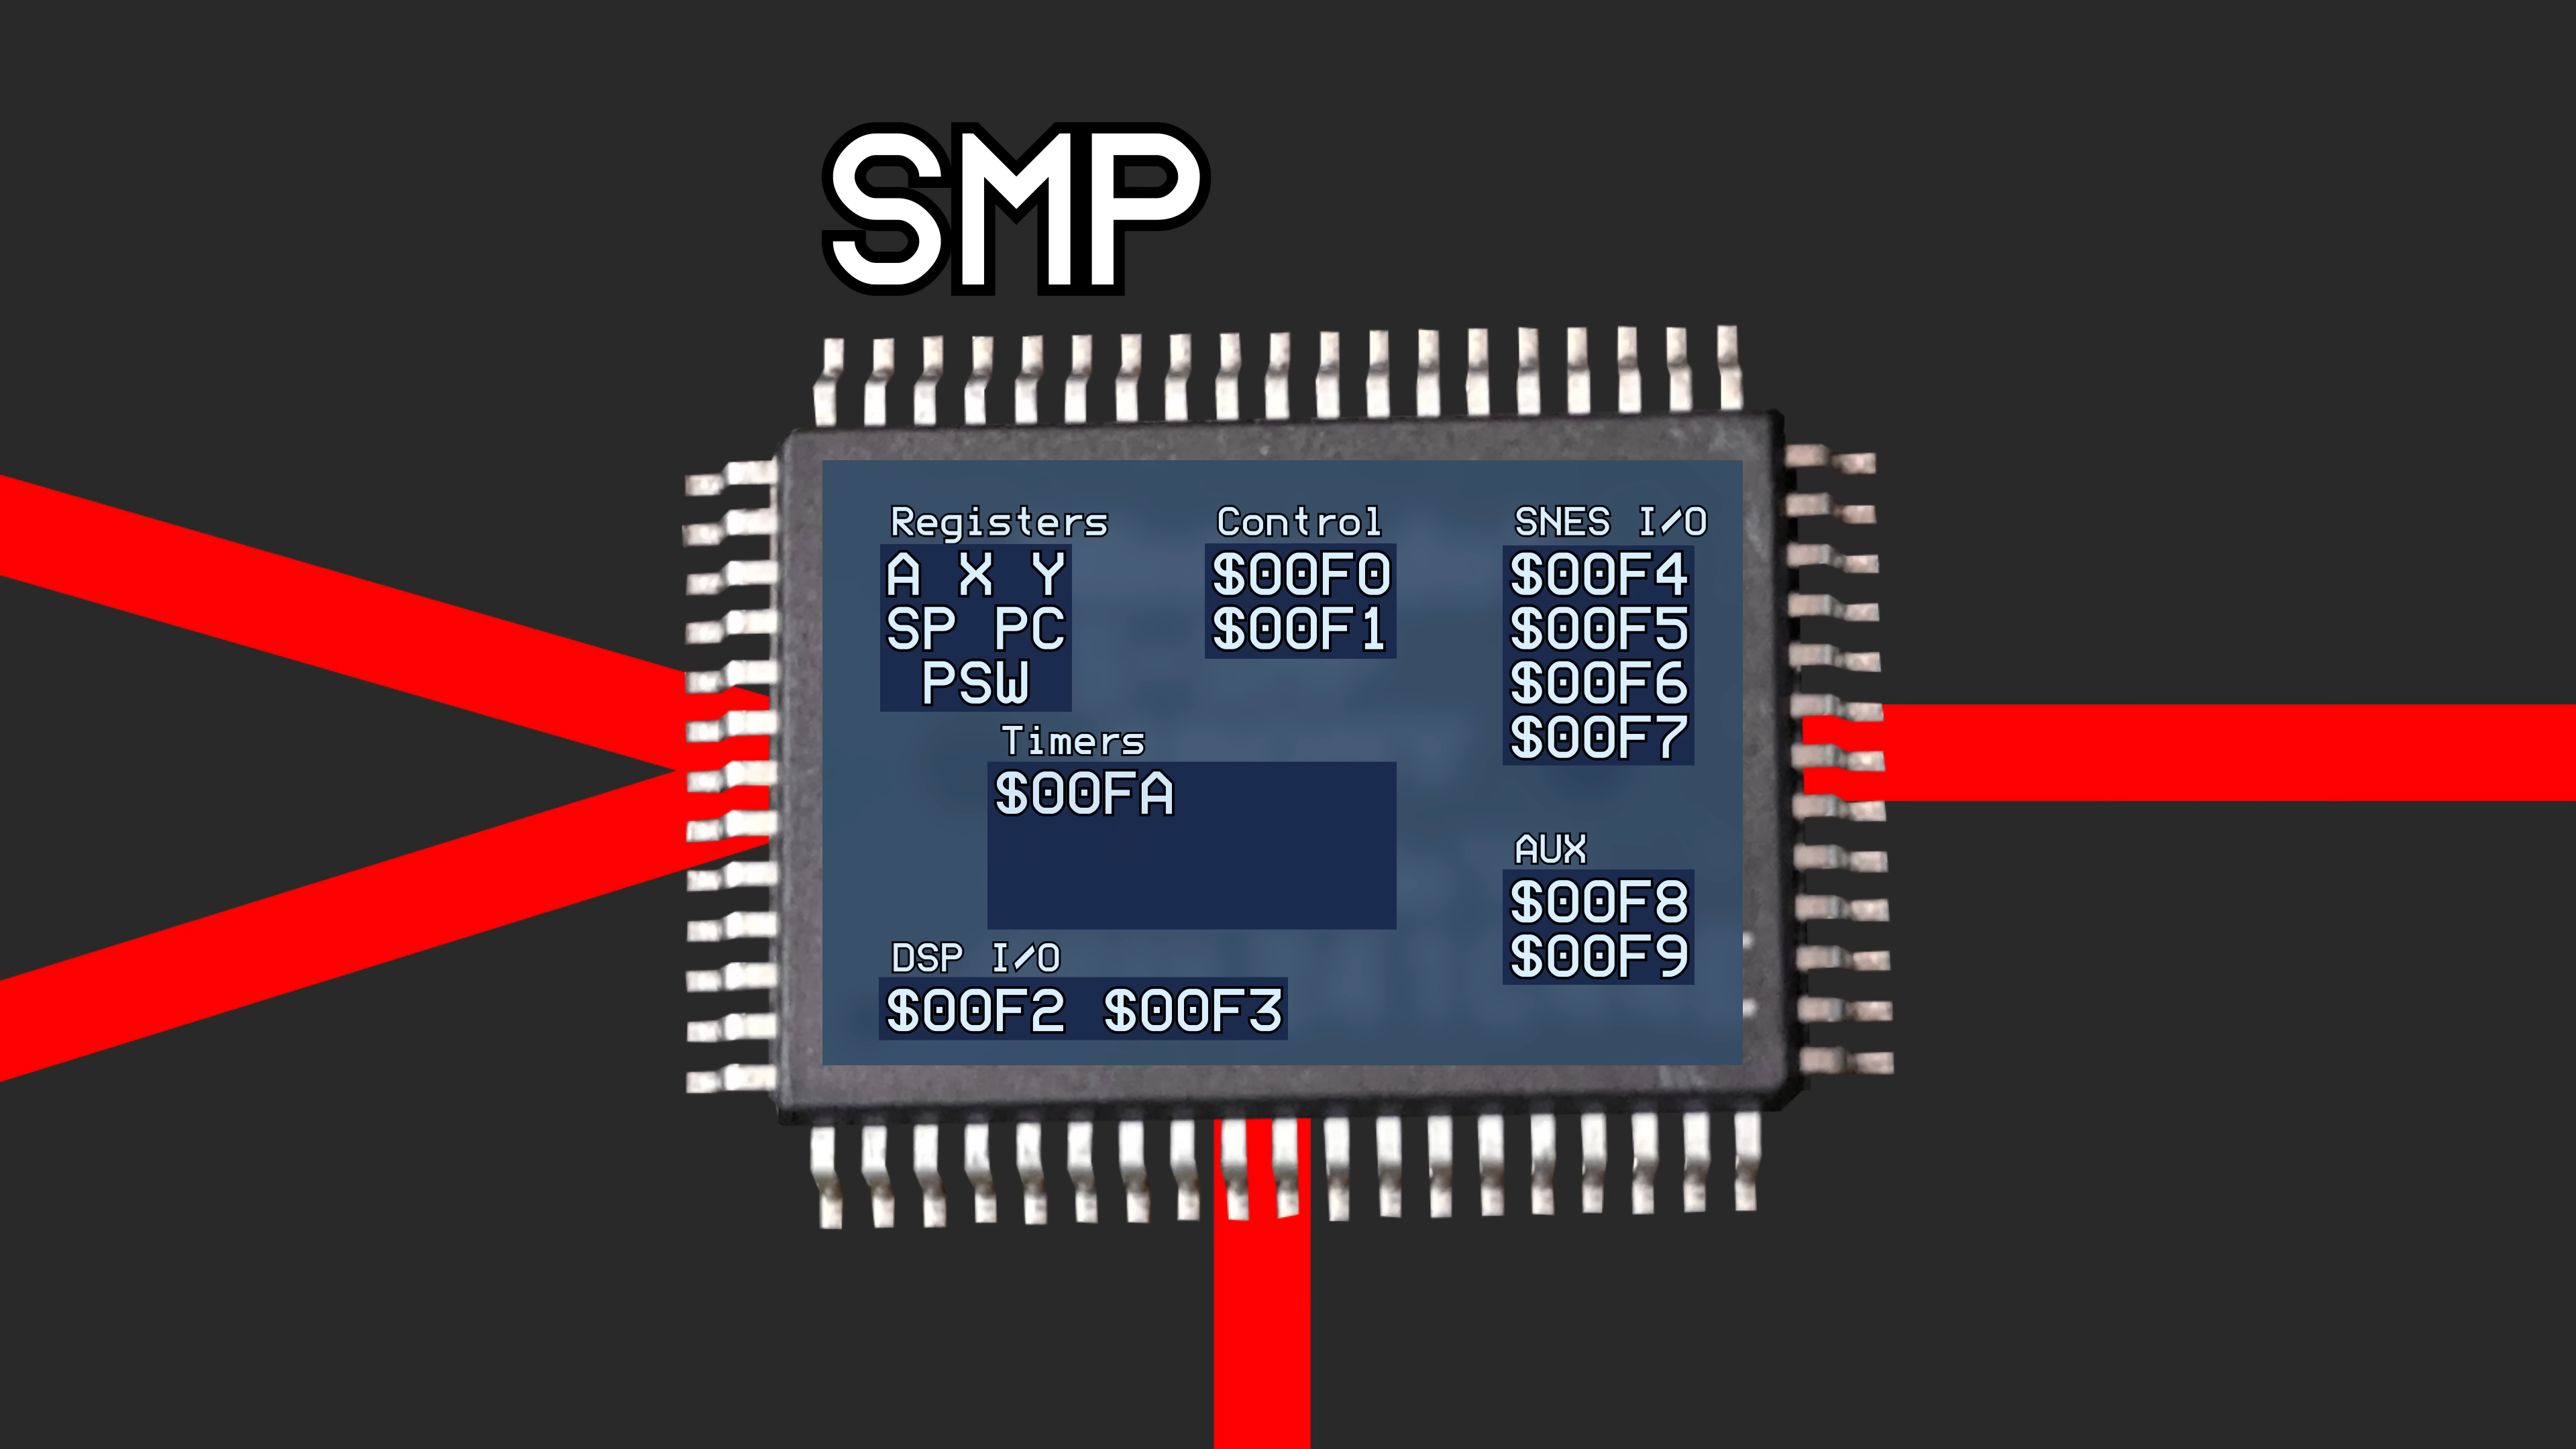 SMP
Registers
A X Y
SP PC
PSW
Control
$00F0
$00F1
SNES I/O
$00F4
$00F5
$00F6
$00F7
Timers
$00FA
AUX
$00F8
$00F9
DSP I/O
$00F2 $00F3